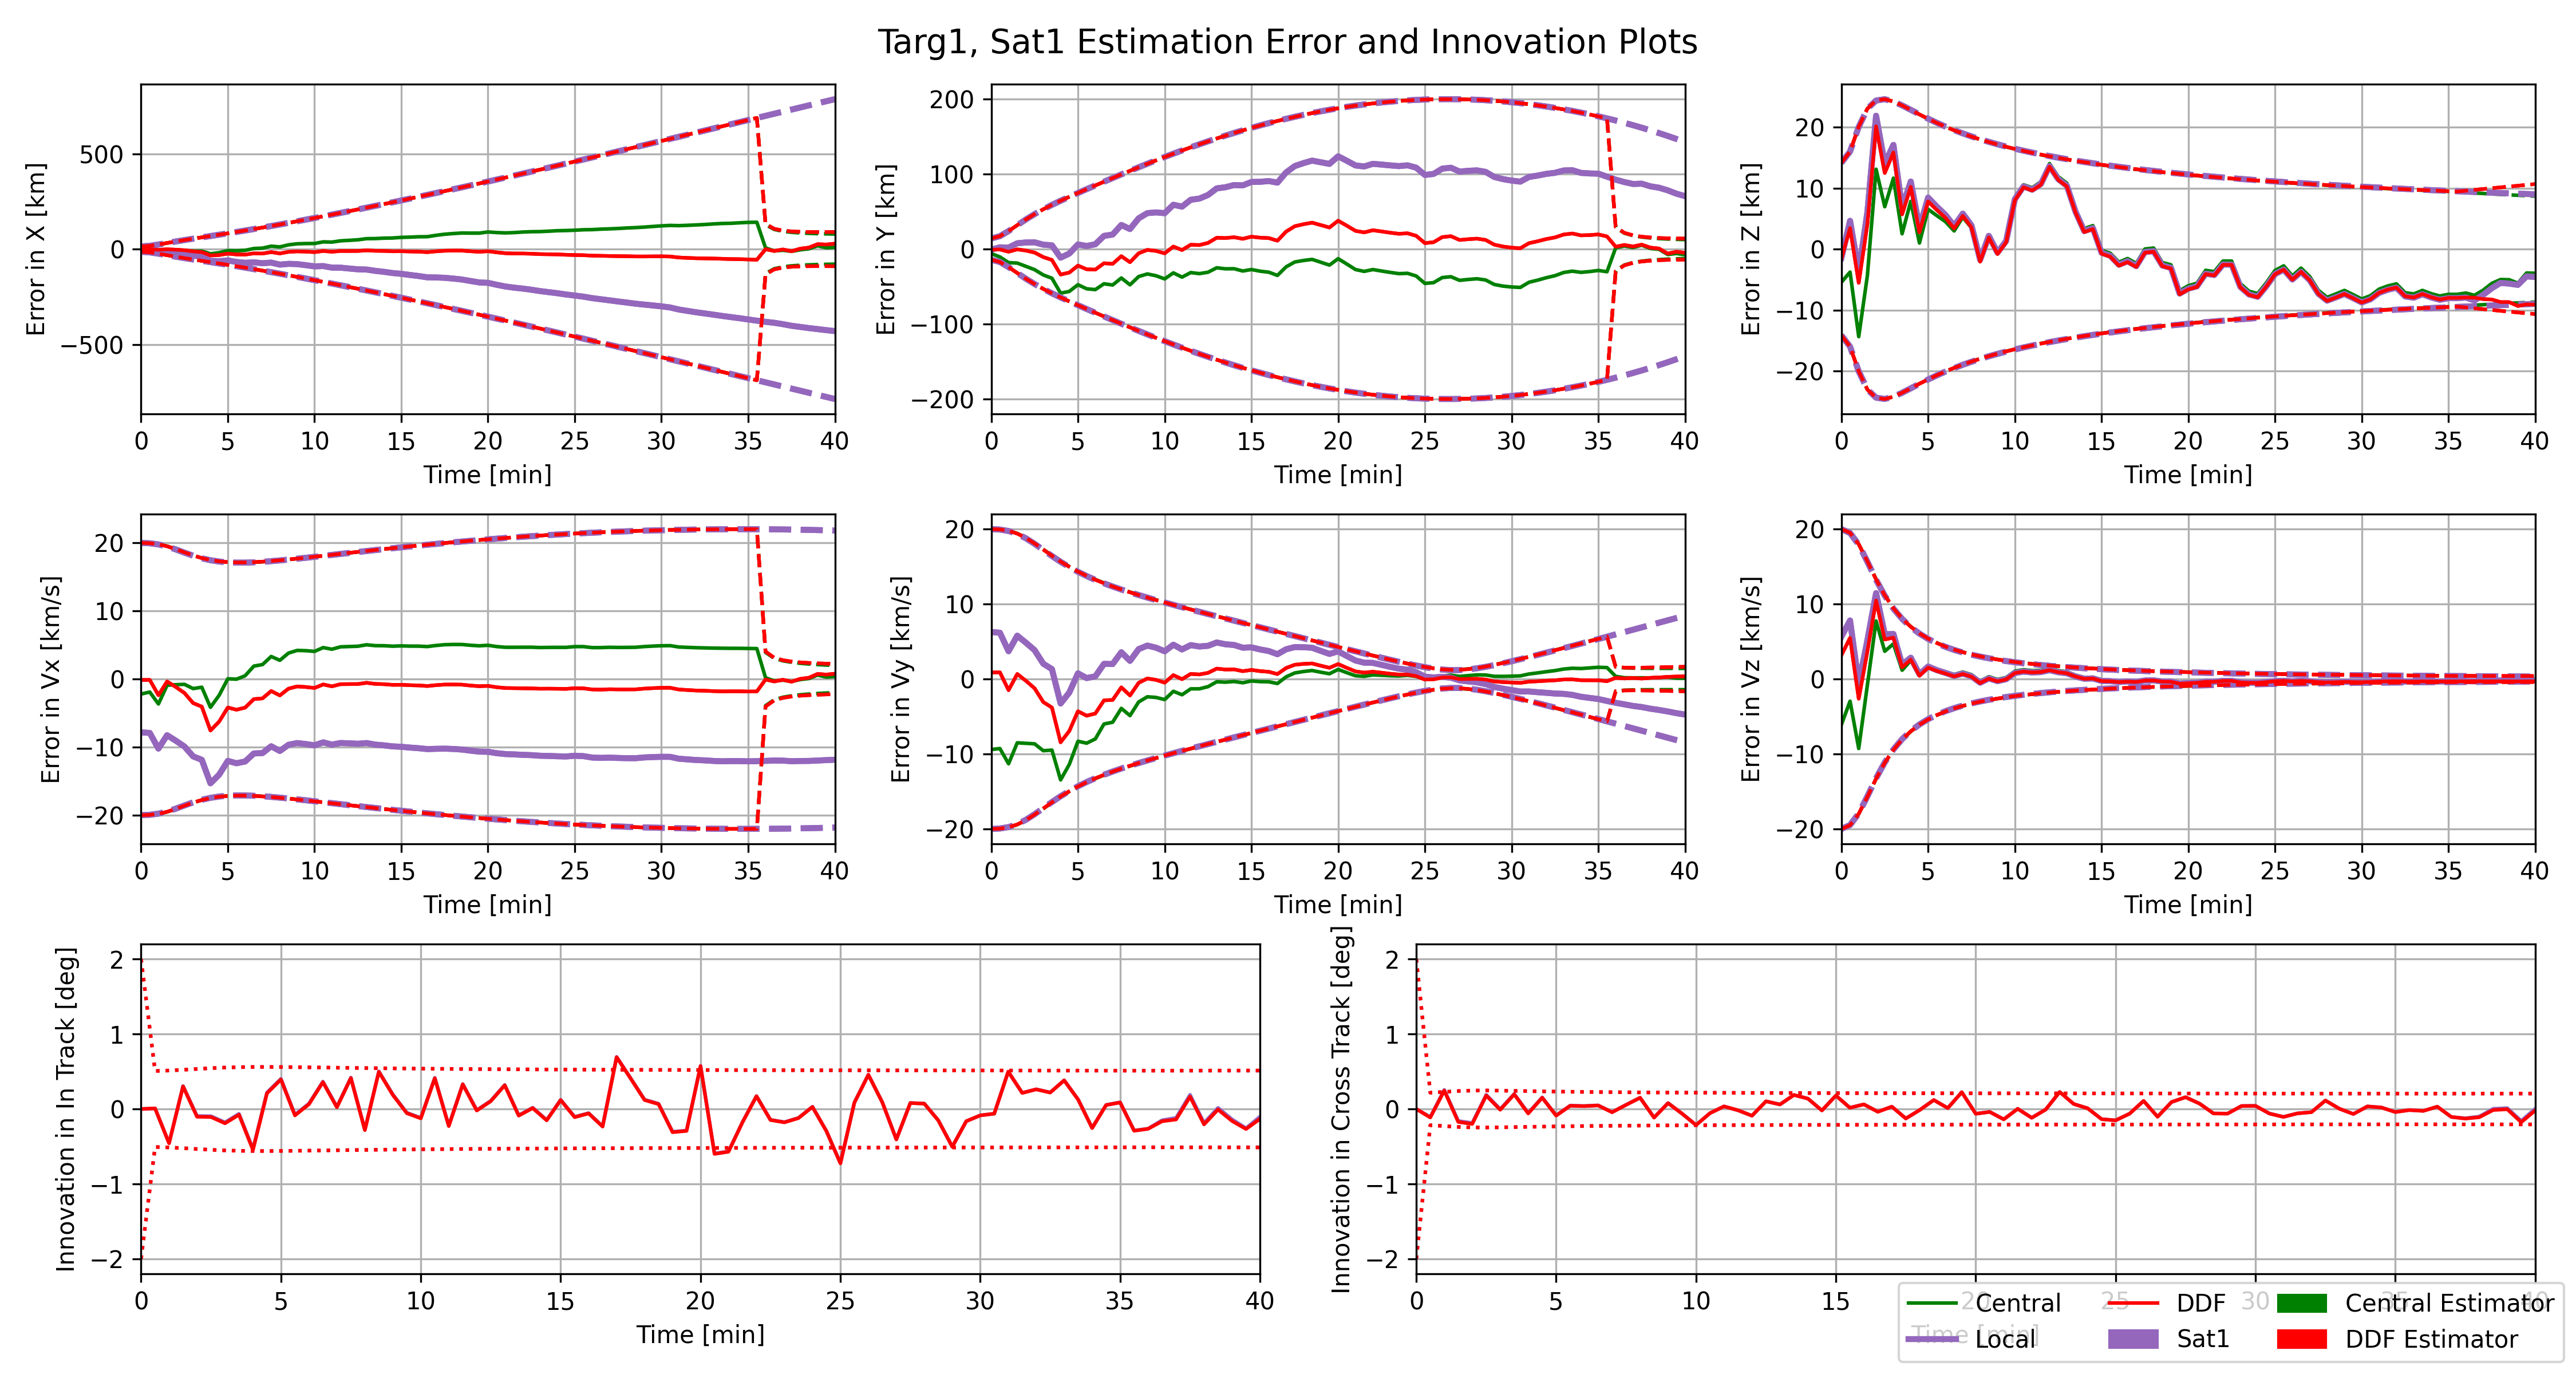 Targ1, Sat1 Estimation Error and Innovation Plots
Error in X [km]
500
0
−500
0 5 10 15 20 25 30 35 40
Time [min]
Error in Y [km]
200
100
0
−100
−200
0 5 10 15 20 25 30 35 40
Time [min]
Error in Z [km]
20
10
0
−10
−20
0 5 10 15 20 25 30 35 40
Time [min]
Error in Vx [km/s]
20
10
0
−10
−20
0 5 10 15 20 25 30 35 40
Time [min]
Error in Vy [km/s]
20
10
0
−10
−20
0 5 10 15 20 25 30 35 40
Time [min]
Error in Vz [km/s]
20
10
0
−10
−20
0 5 10 15 20 25 30 35 40
Time [min]
Innovation in In Track [deg]
2
1
0
−1
−2
0 5 10 15 20 25 30 35 40
Time [min]
Innovation in Cross Track [deg]
2
1
0
−1
−2
0 5 10 15 20 25 30 35 40
Time [min]
Central DDF Central Estimator
Local Sat1 DDF Estimator